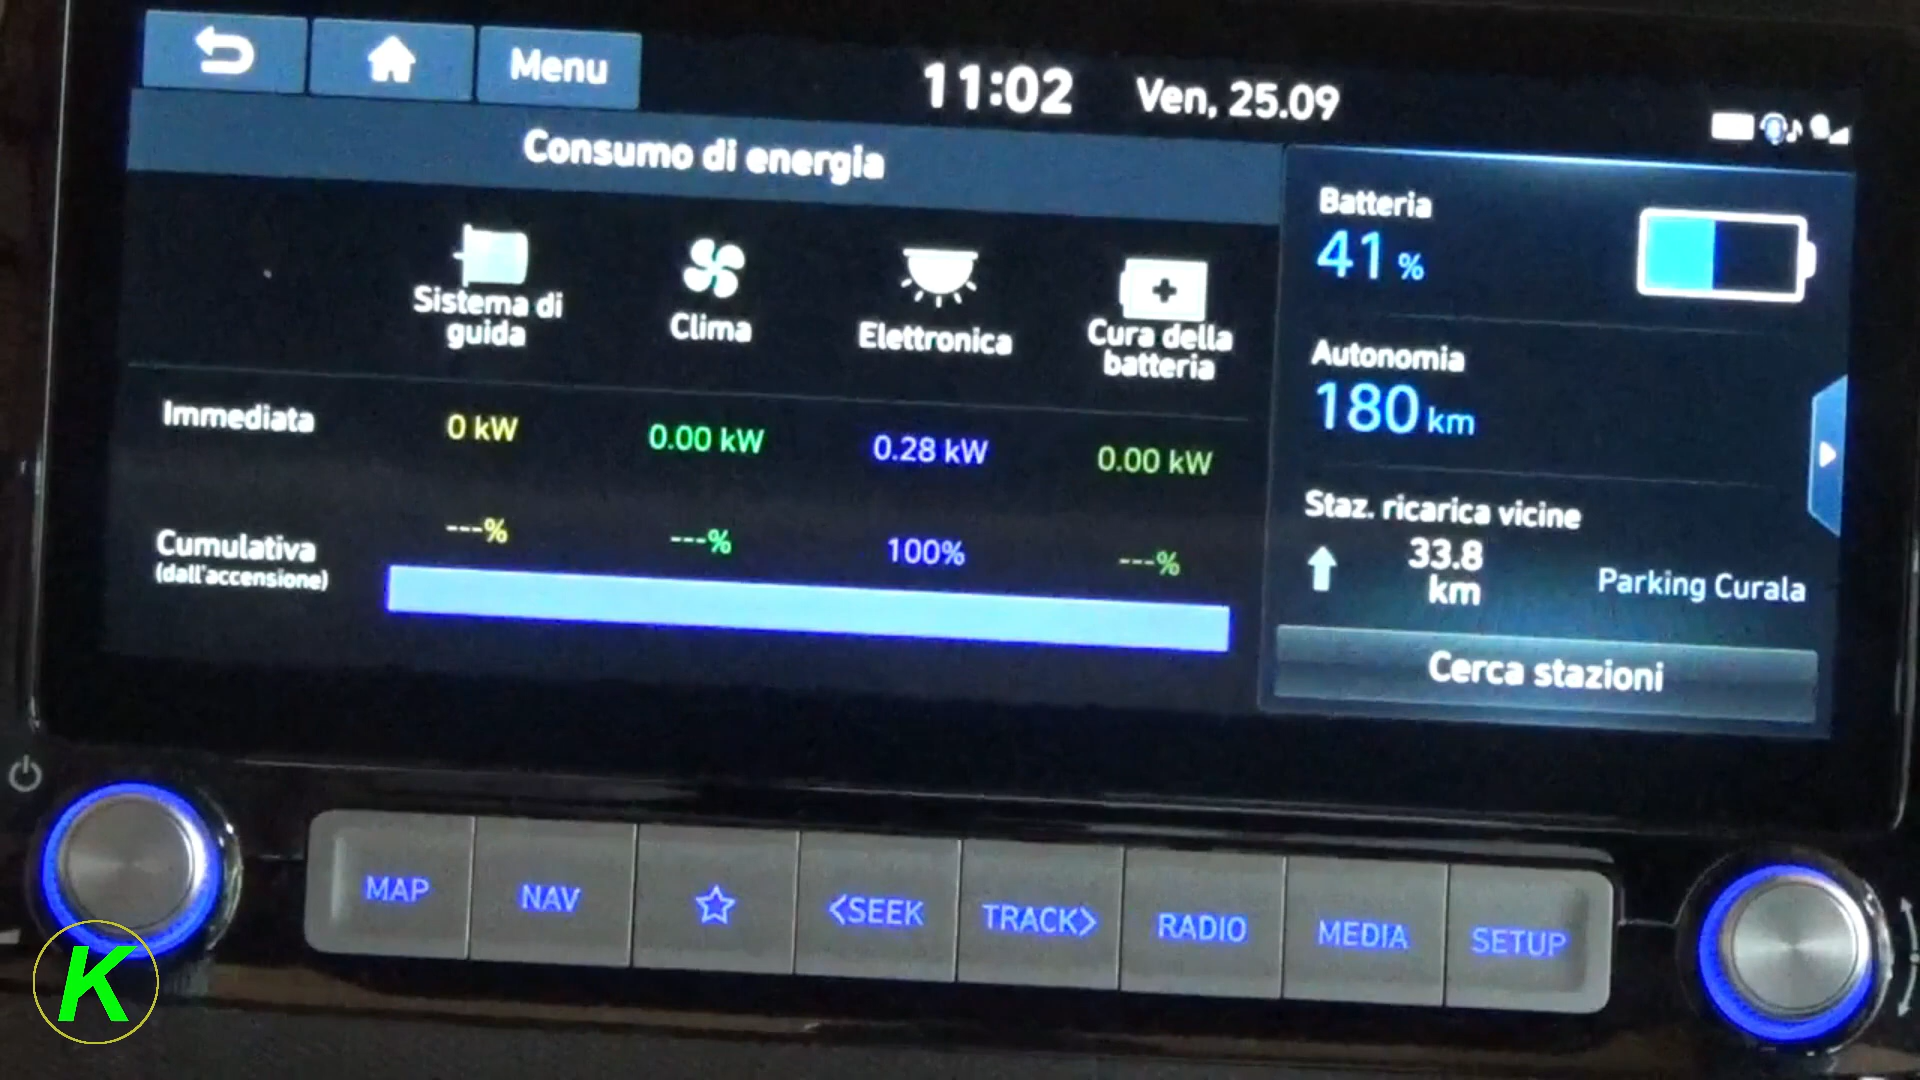 Menu
11:02
Ven, 25.09
Consumo di energia
Sistema di
guida
Clima
Elettronica
Cura della
batteria
Immediata
0 kW
0.00 kW
0.28 kW
0.00 kW
Cumulativa
(dall'accensione)
---%
---%
100%
---%
Batteria
41 %
Autonomia
180 km
Staz. ricarica vicine
33.8
km
Parking Curala
Cerca stazioni
MAP
NAV
<SEEK
TRACK>
RADIO
MEDIA
SETUP
K